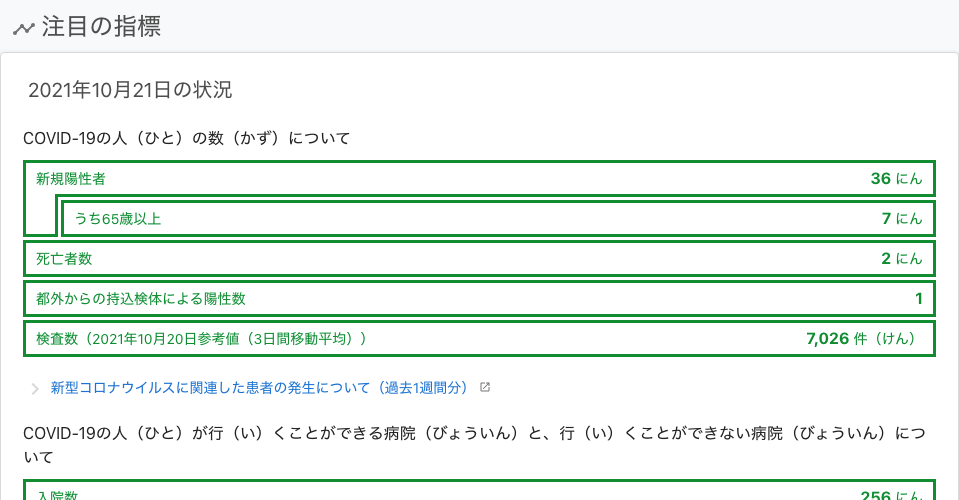 注目の指標
2021年10月21日の状況
COVID-19の人（ひと）の数（かず）について
新規陽性者 36 にん
うち65歳以上 7 にん
死亡者数 2 にん
都外からの持込検体による陽性数 1
検査数（2021年10月20日参考値（3日間移動平均）） 7,026 件（けん）
新型コロナウイルスに関連した患者の発生について（過去1週間分）
COVID-19の人（ひと）が行（い）くことができる病院（びょういん）と、行（い）くことができない病院（びょういん）につ
いて
入院数 256 にん